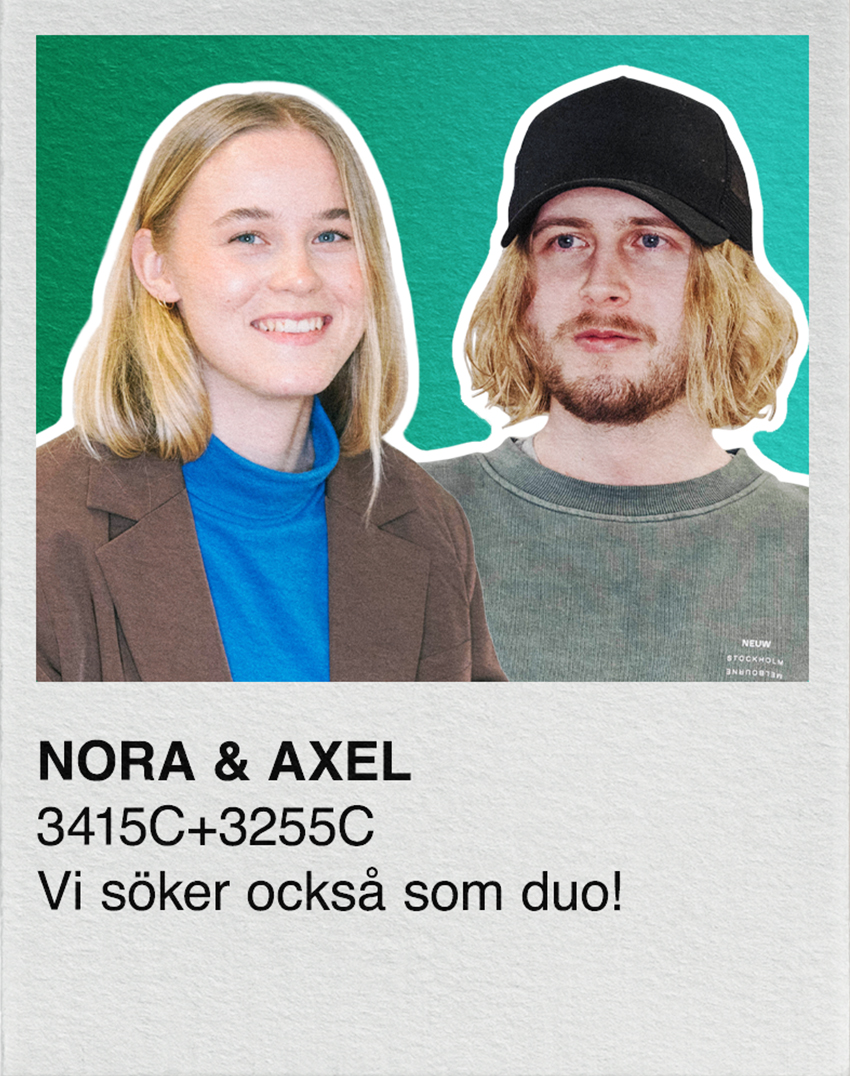 NEUW
STOCKHOLM
MELBOURNE
NORA & AXEL
3415C+3255C
Vi söker också som duo!